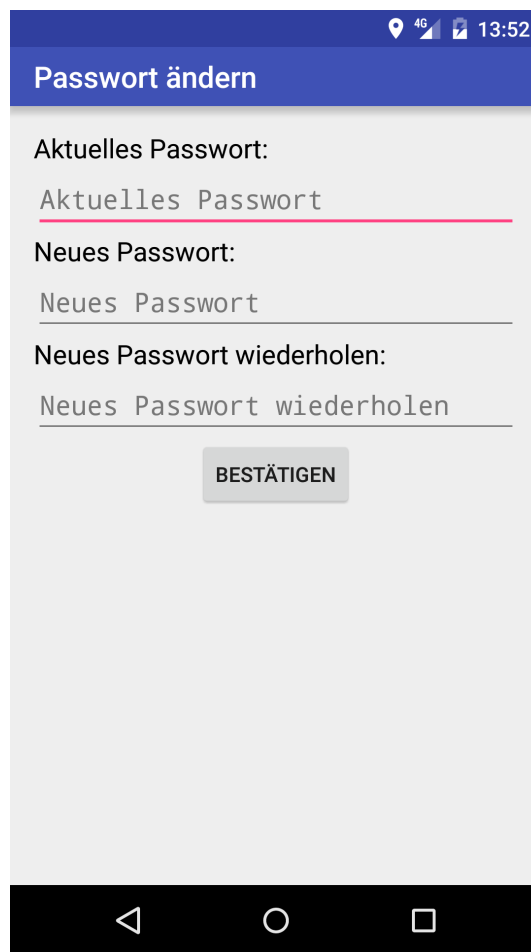 4G 13:52
Passwort ändern
Aktuelles Passwort:
Aktuelles Passwort
Neues Passwort:
Neues Passwort
Neues Passwort wiederholen:
Neues Passwort wiederholen
BESTÄTIGEN